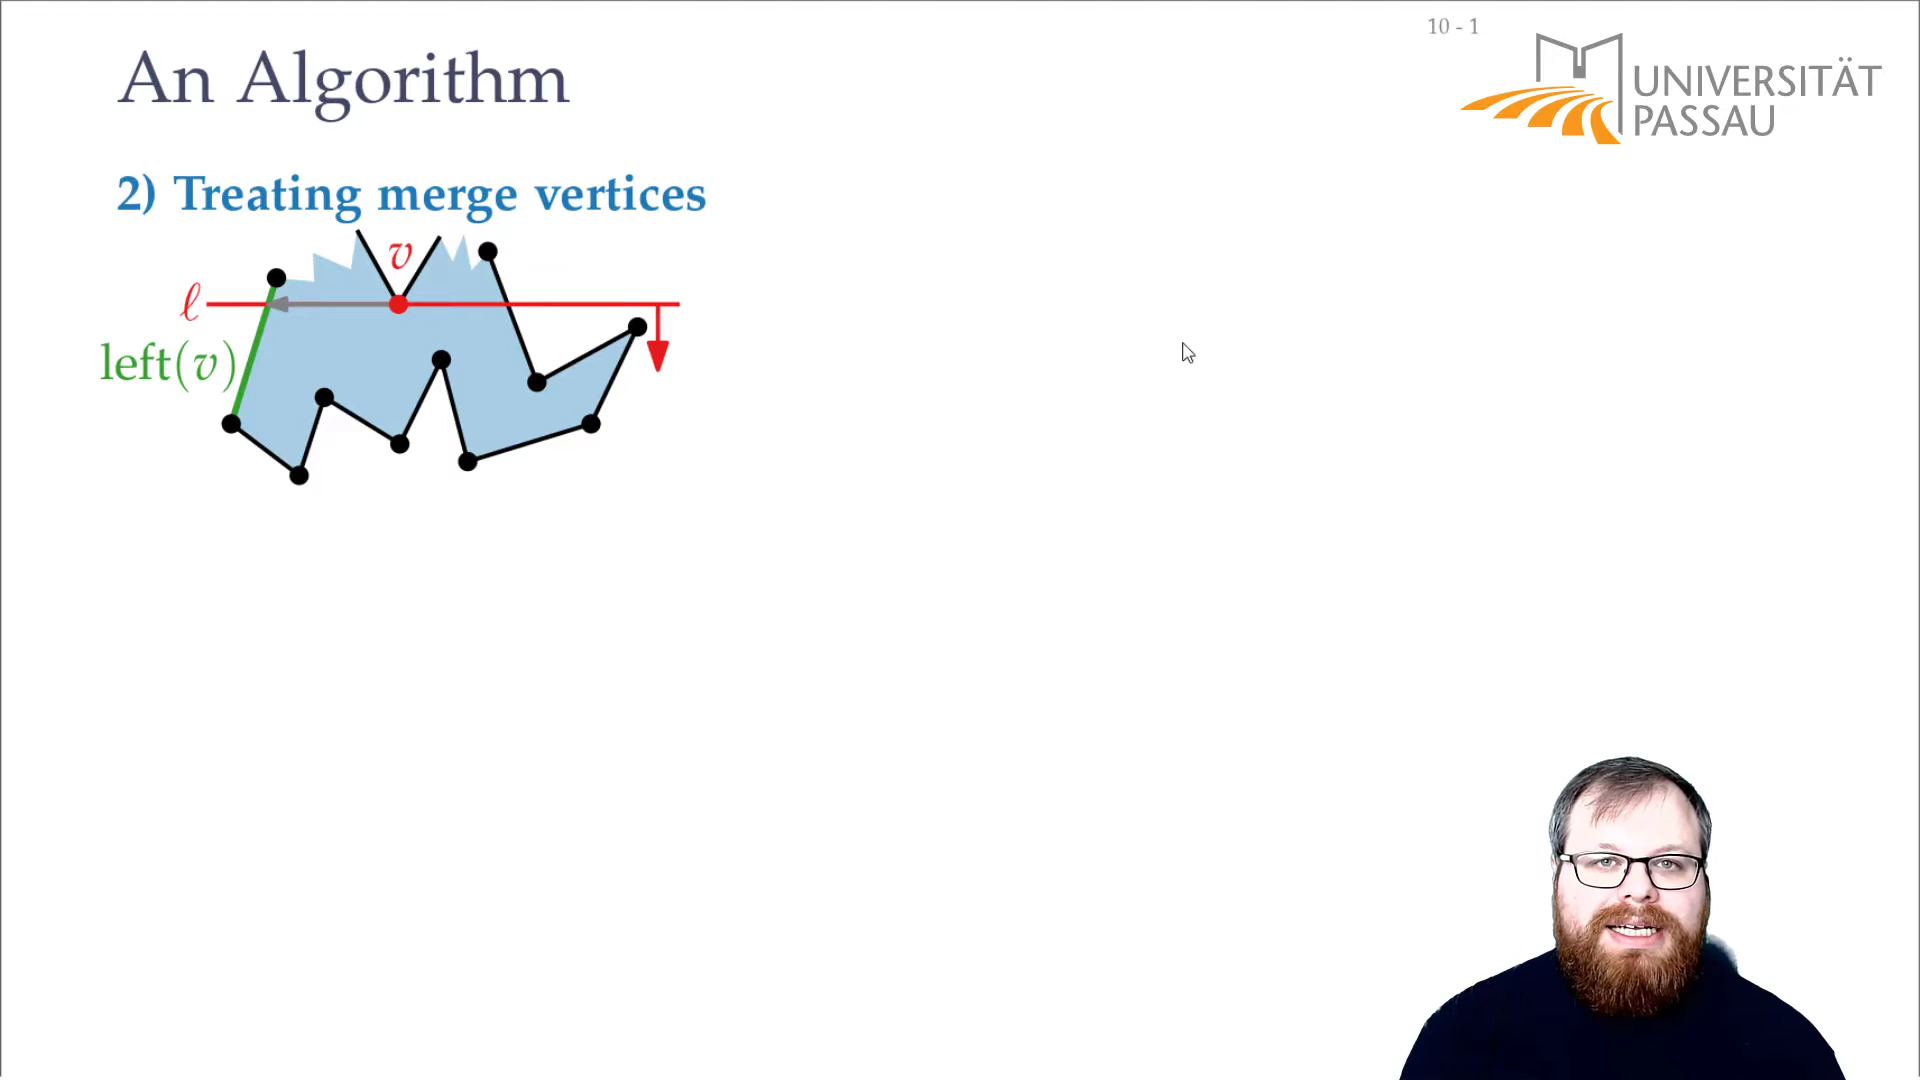 10 - 1
An Algorithm
UNIVERSITÄT
PASSAU
2) Treating merge vertices
v
ℓ
left(v)